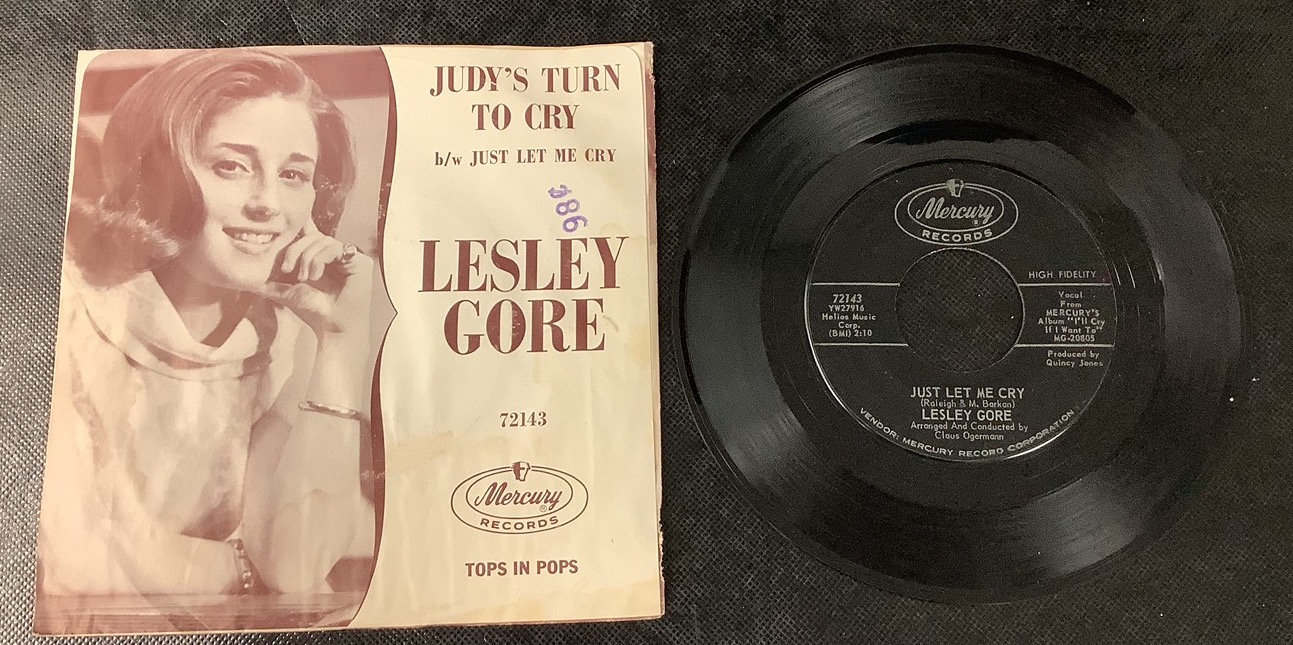 JUDY'S TURN
TO CRY
b/w JUST LET ME CRY
386
LESLEY
GORE
72143
Mercury
®
RECORDS
TOPS IN POPS
Mercury
®
RECORDS
HIGH FIDELITY
72143
YW27916
Helios Music
Corp.
(BMI) 2:10
Vocal
From
MERCURY'S
Album "I'll Cry
If I Want To"
MG-20805
Produced by
Quincy Jones
JUST LET ME CRY
(Raleigh & M. Barkan)
LESLEY GORE
Arranged And Conducted by
Claus Ogermann
VENDOR: MERCURY RECORD CORPORATION